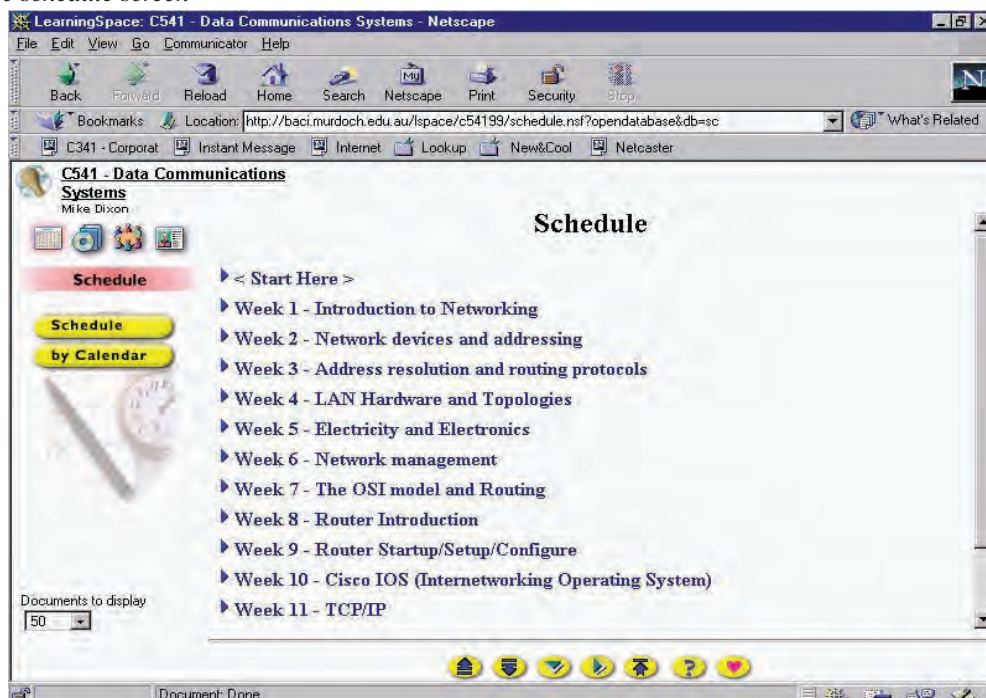 LearningSpace: C541 - Data Communications Systems - Netscape
File Edit View Go Communicator Help
Back Forward Reload Home Search Netscape Print Security Stop
My
N
Bookmarks Location: http://baci.murdoch.edu.au/lspace/c54199/schedule.nsf?opendatabase&db=sc What's Related
C341 - Corporat Instant Message Internet Lookup New&Cool Netcaster
C541 - Data Communications
Systems
Mike Dixon
Schedule
Schedule
Schedule
by Calendar
< Start Here >
Week 1 - Introduction to Networking
Week 2 - Network devices and addressing
Week 3 - Address resolution and routing protocols
Week 4 - LAN Hardware and Topologies
Week 5 - Electricity and Electronics
Week 6 - Network management
Week 7 - The OSI model and Routing
Week 8 - Router Introduction
Week 9 - Router Startup/Setup/Configure
Week 10 - Cisco IOS (Internetworking Operating System)
Week 11 - TCP/IP
Documents to display
50
?
Document: Done